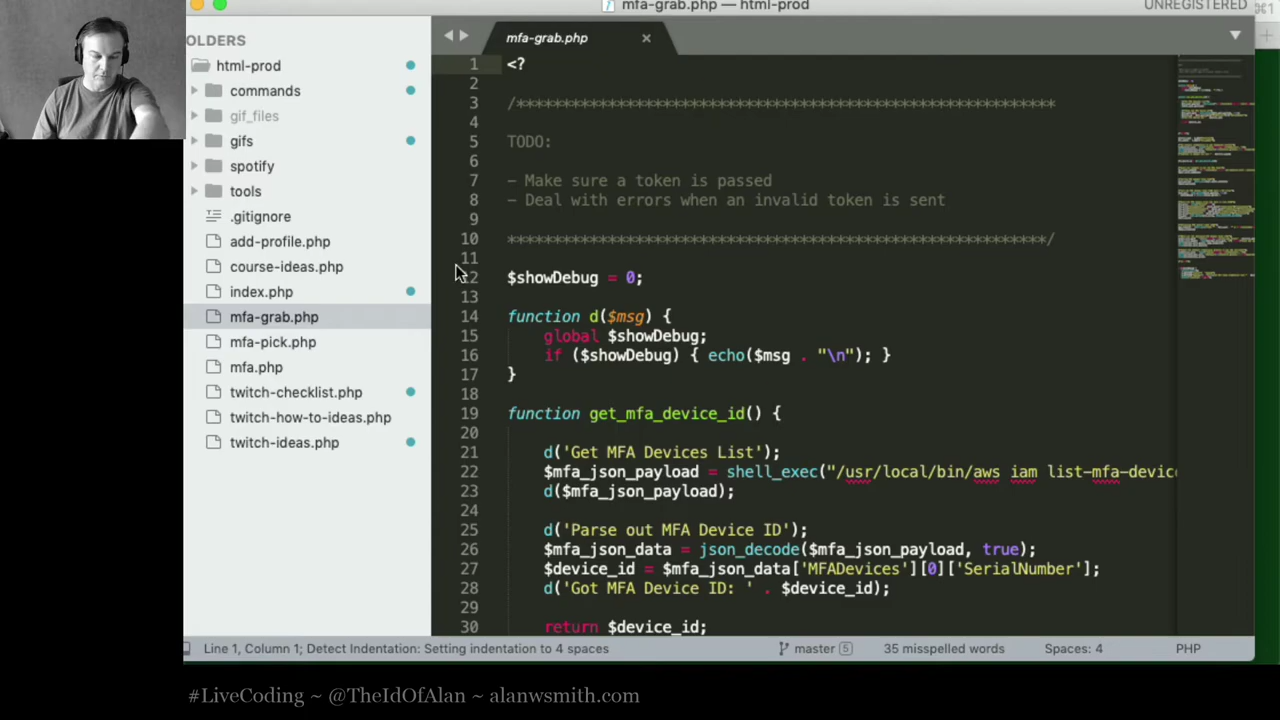 mfa-grab.php — html-prod
UNREGISTERED
⌘1
OLDERS
html-prod
commands
gif_files
gifs
spotify
tools
.gitignore
add-profile.php
course-ideas.php
index.php
mfa-grab.php
mfa-pick.php
mfa.php
twitch-checklist.php
twitch-how-to-ideas.php
twitch-ideas.php
mfa-grab.php
1 <?
2
3 /**********************************************************
4
5 TODO:
6
7 - Make sure a token is passed
8 - Deal with errors when an invalid token is sent
9
10 **********************************************************/
11
12 $showDebug = 0;
13
14 function d($msg) {
15 global $showDebug;
16 if ($showDebug) { echo($msg . "\n"); }
17 }
18
19 function get_mfa_device_id() {
20
21 d('Get MFA Devices List');
22 $mfa_json_payload = shell_exec("/usr/local/bin/aws iam list-mfa-device
23 d($mfa_json_payload);
24
25 d('Parse out MFA Device ID');
26 $mfa_json_data = json_decode($mfa_json_payload, true);
27 $device_id = $mfa_json_data['MFADevices'][0]['SerialNumber'];
28 d('Got MFA Device ID: ' . $device_id);
29
30 return $device_id;
Line 1, Column 1; Detect Indentation: Setting indentation to 4 spaces
master 5
35 misspelled words
Spaces: 4
PHP
#LiveCoding ~ @TheIdOfAlan ~ alanwsmith.com